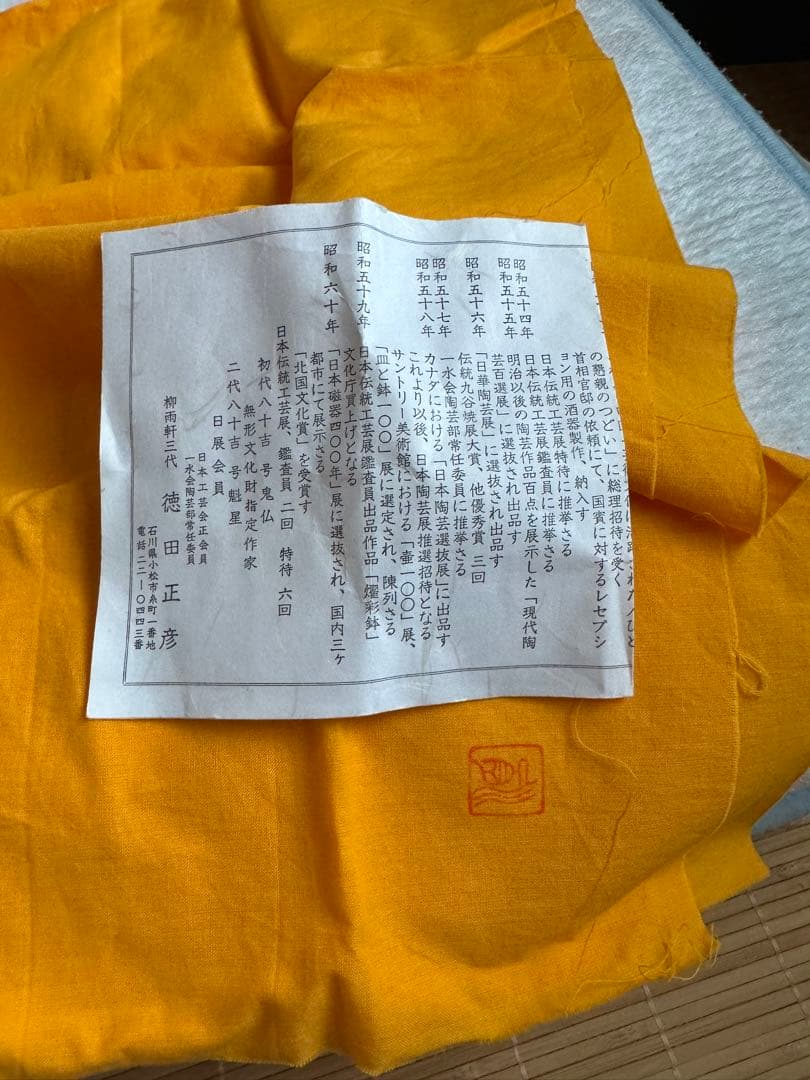 の懇親のつどい」に総理招待を受く
首相官邸の依頼にて、国賓に対するレセプシ
ョン用の酒器製作、納入す
昭和五十四年 日本伝統工芸展特待に推挙さる
日本伝統工芸展鑑査員に推挙さる
昭和五十五年 明治以後の陶芸作品百点を展示した「現代陶
芸百選展」に選抜され出品す
昭和五十六年 「日華陶芸展」に選抜され出品す
伝統九谷焼展大賞、他優秀賞 三回
一水会陶芸部常任委員に推挙さる
昭和五十七年 カナダにおける「日本陶芸選抜展」に出品す
昭和五十八年 これより以後、日本陶芸展推選招待となる
サントリー美術館における「壷一〇〇」展、
「皿と鉢一〇〇」展に選定され、陳列さる
昭和五十九年 日本伝統工芸展鑑査員出品作品「燿彩鉢」
文化庁買上げとなる
昭和六十年 「日本磁器四〇〇年」展に選抜され、国内三ヶ
都市にて展示さる
「北国文化賞」を受賞す
日本伝統工芸展、鑑査員 二回 特待 六回
初代八十吉 号鬼仏
無形文化財指定作家
二代八十吉 号魁星
日展会員
日本工芸会正会員
一水会陶芸部常任委員
柳雨軒三代 徳田正彦
石川県小松市糸町一番地
電話二二―〇四四三番